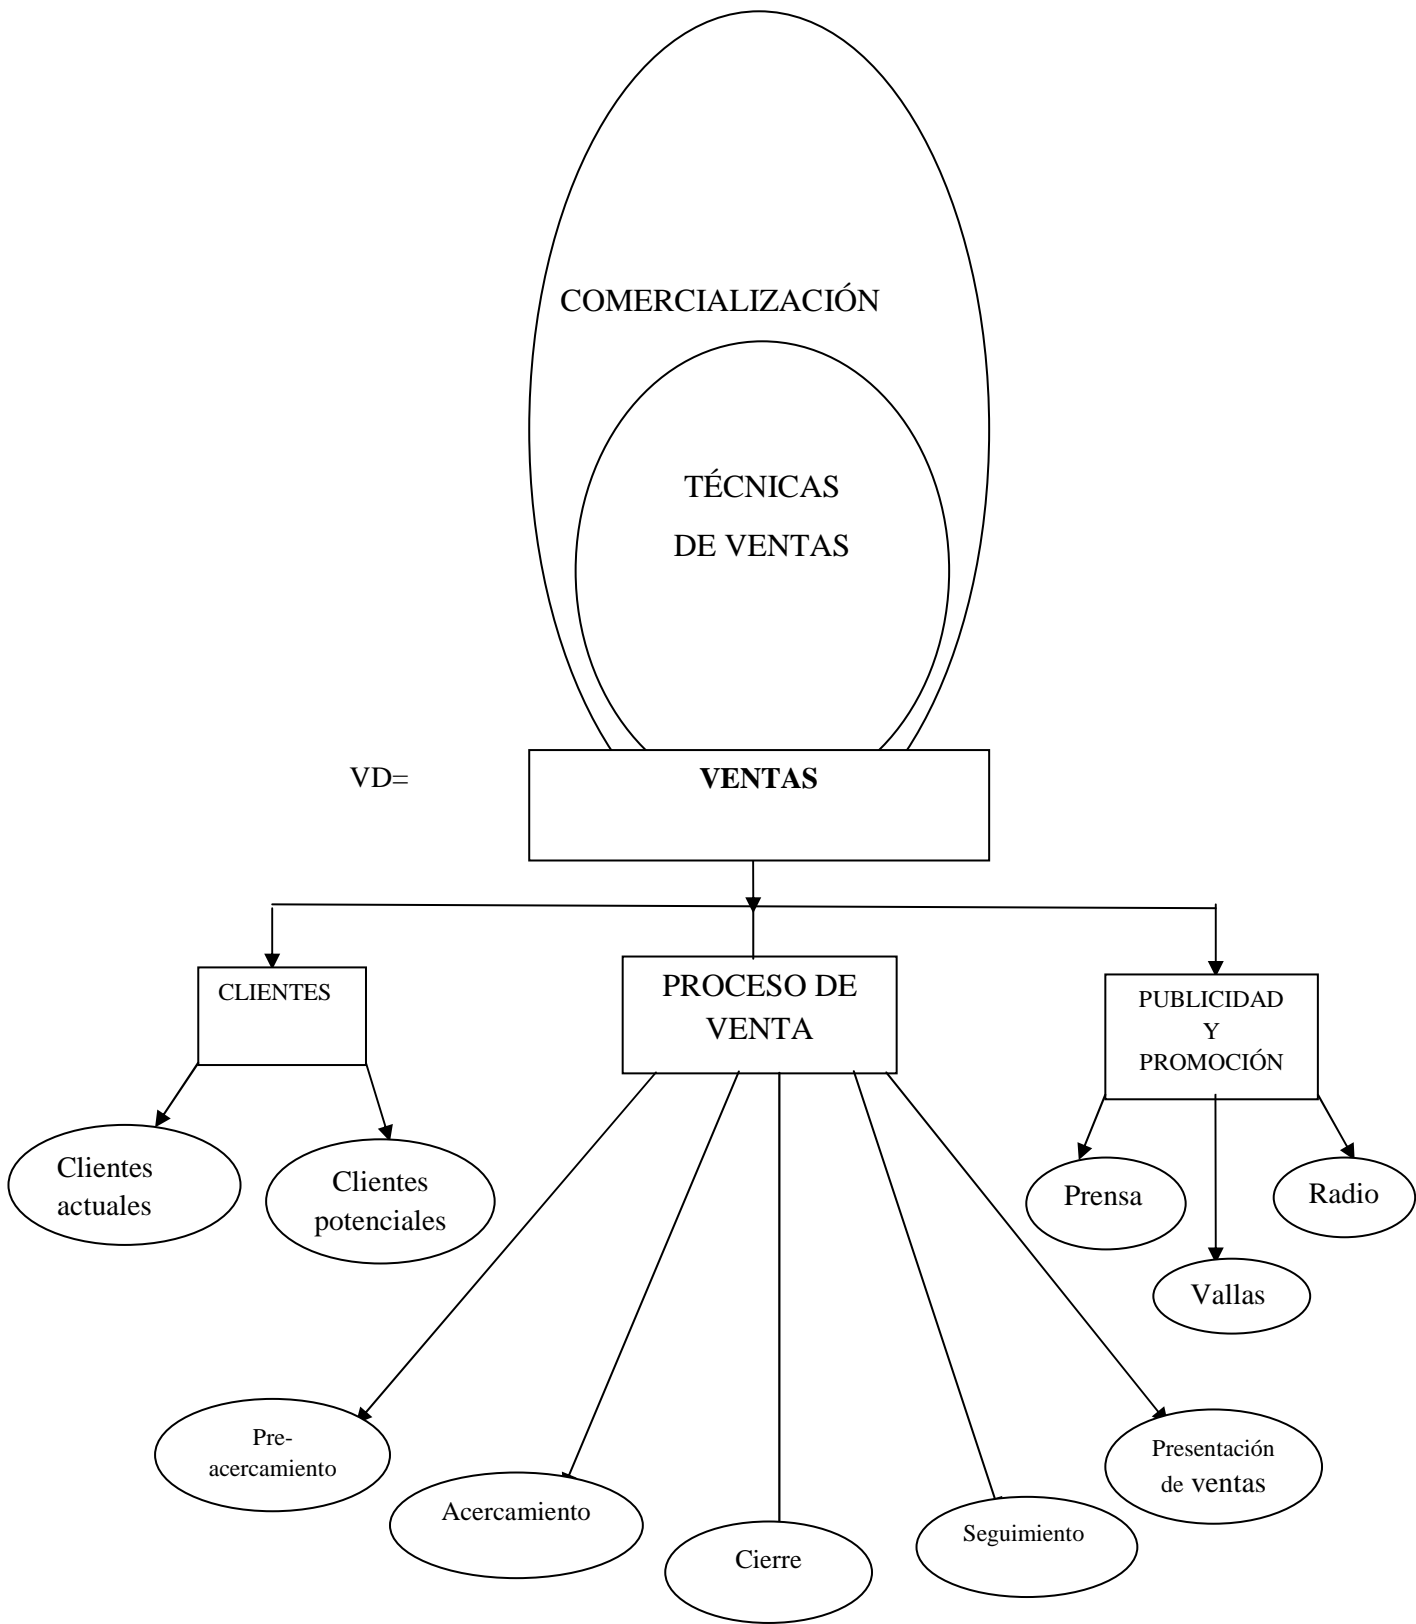 COMERCIALIZACIÓN
TÉCNICAS
DE VENTAS
VD=
VENTAS
CLIENTES
PROCESO DE
VENTA
PUBLICIDAD
Y
PROMOCIÓN
Clientes
actuales
Clientes
potenciales
Prensa
Radio
Vallas
Pre-
acercamiento
Acercamiento
Cierre
Seguimiento
Presentación
de ventas